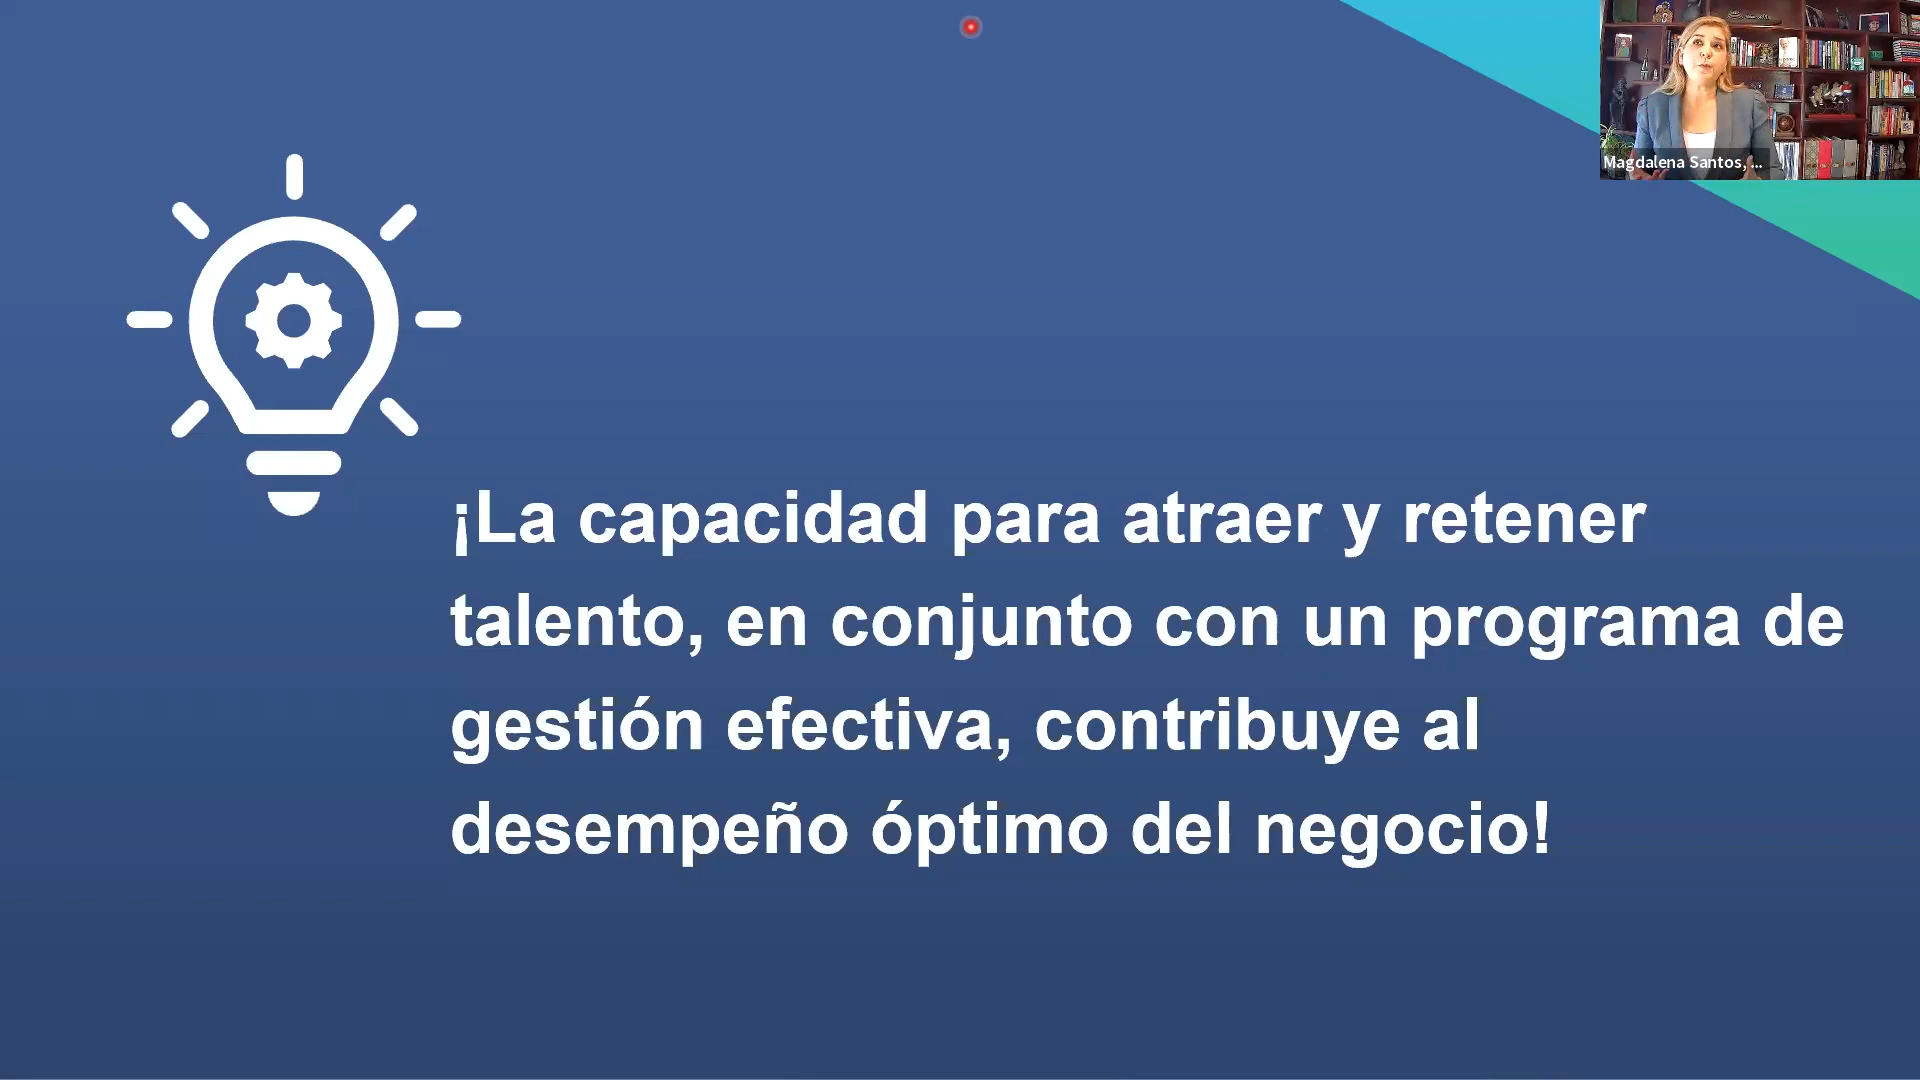 Magdalena Santos, ...
¡La capacidad para atraer y retener
talento, en conjunto con un programa de
gestión efectiva, contribuye al
desempeño óptimo del negocio!